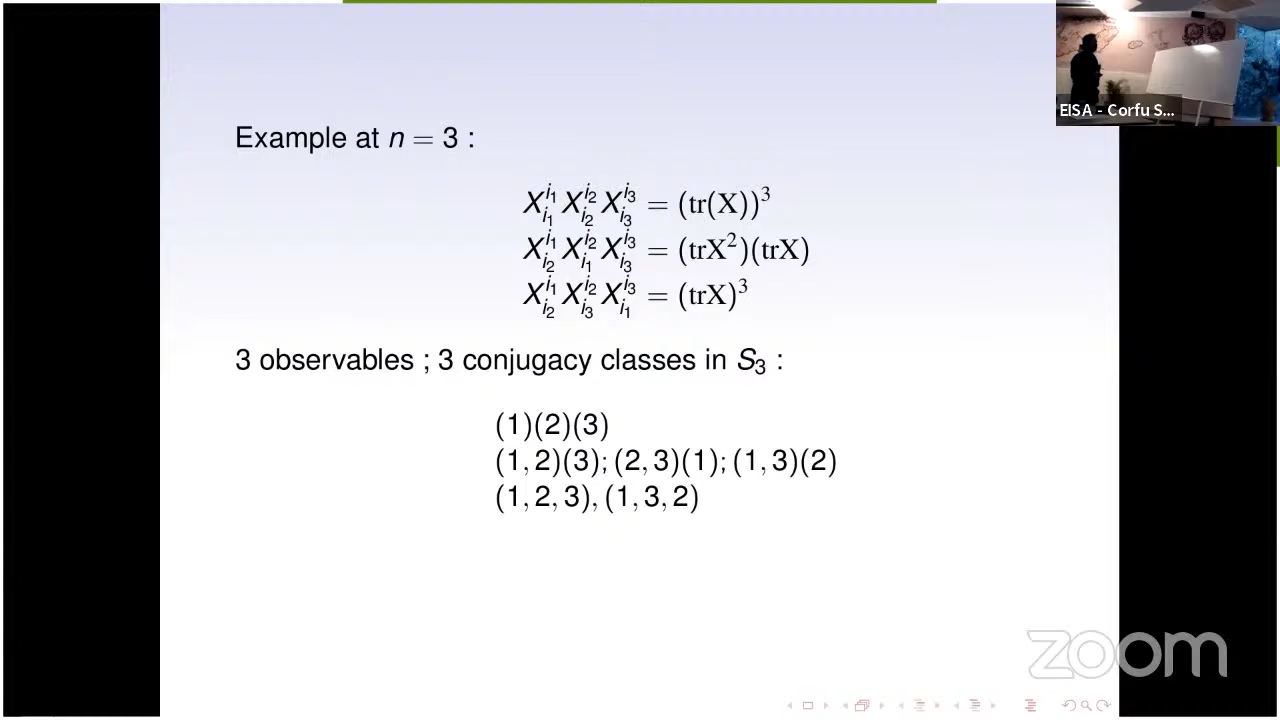 EISA - Corfu S...
Example at n = 3 :
X^{i_1}_{i_1} X^{i_2}_{i_2} X^{i_3}_{i_3} = (tr(X))^3
X^{i_1}_{i_2} X^{i_2}_{i_1} X^{i_3}_{i_3} = (trX^2)(trX)
X^{i_1}_{i_2} X^{i_2}_{i_3} X^{i_3}_{i_1} = (trX)^3
3 observables ; 3 conjugacy classes in S_3 :
(1)(2)(3)
(1, 2)(3); (2, 3)(1); (1, 3)(2)
(1, 2, 3), (1, 3, 2)
zoom